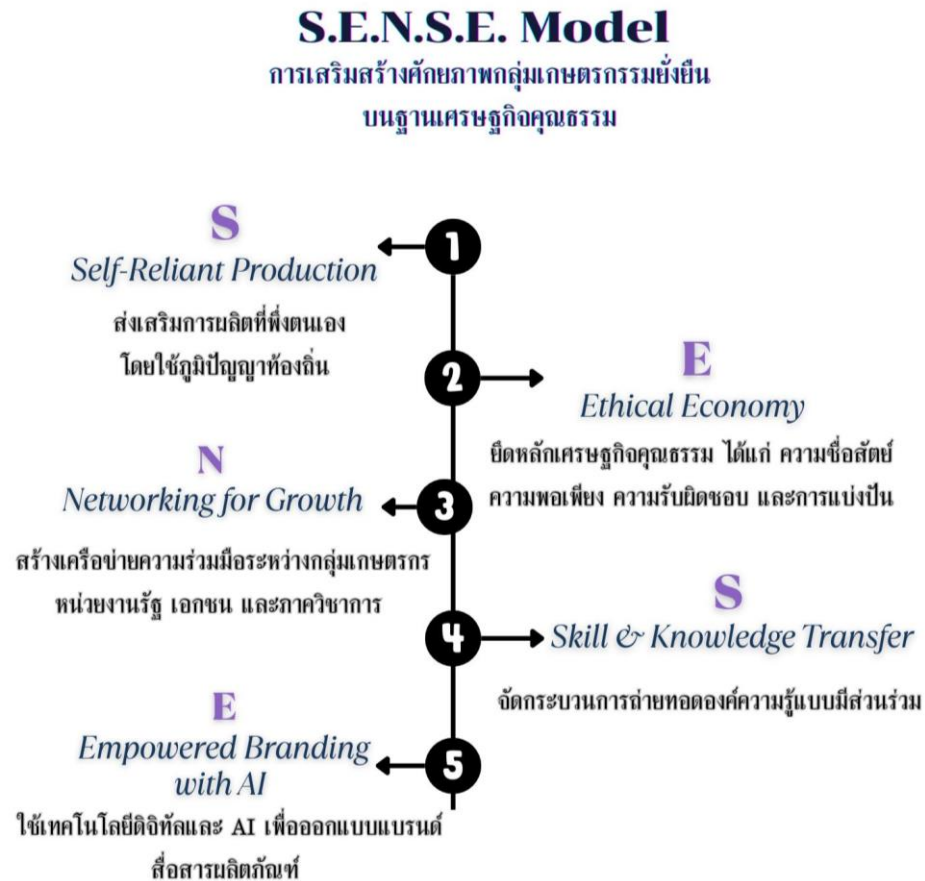 S.E.N.S.E. Model
การเสริมสร้างศักยภาพกลุ่มเกษตรกรรมยั่งยืน
บนฐานเศรษฐกิจคุณธรรม
1
S
Self-Reliant Production
ส่งเสริมการผลิตที่พึ่งตนเอง
โดยใช้ภูมิปัญญาท้องถิ่น
2
E
Ethical Economy
ยึดหลักเศรษฐกิจคุณธรรม ได้แก่ ความซื่อสัตย์
ความพอเพียง ความรับผิดชอบ และการแบ่งปัน
3
N
Networking for Growth
สร้างเครือข่ายความร่วมมือระหว่างกลุ่มเกษตรกร
หน่วยงานรัฐ เอกชน และภาควิชาการ
4
S
Skill & Knowledge Transfer
จัดกระบวนการถ่ายทอดองค์ความรู้แบบมีส่วนร่วม
5
E
Empowered Branding
with AI
ใช้เทคโนโลยีดิจิทัลและ AI เพื่อออกแบบแบรนด์
สื่อสารผลิตภัณฑ์